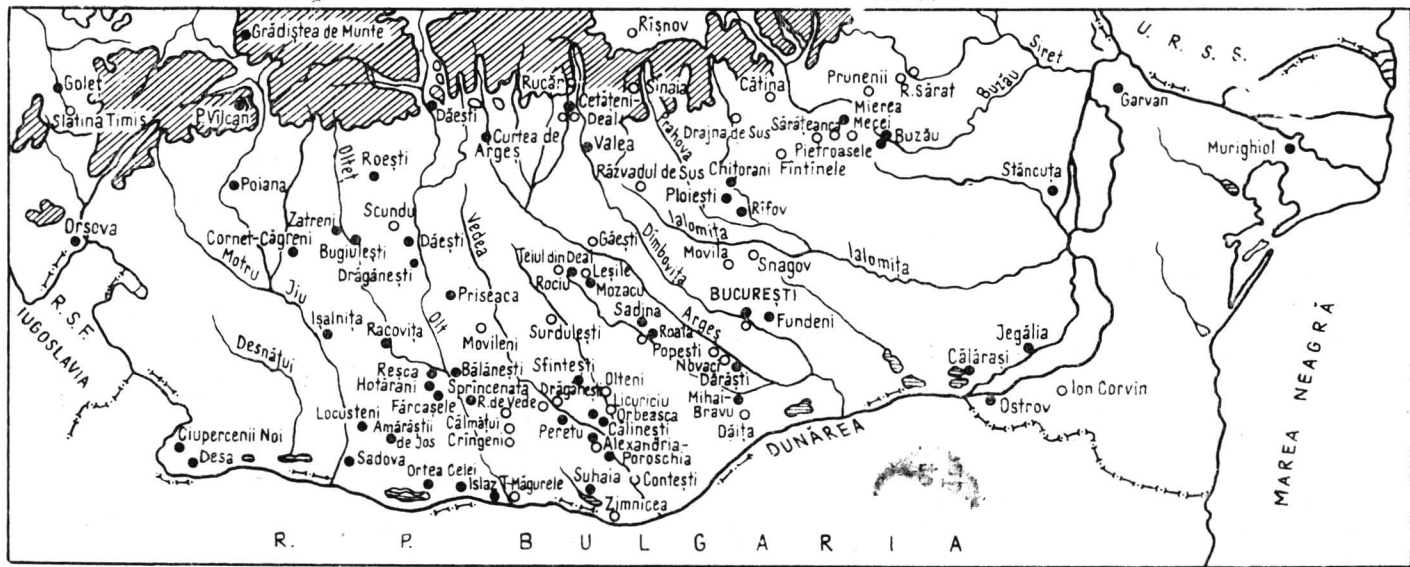 Grădiștea de Munte
Rîșnov
U. R. S. S.
Siret
Buzău
Goleț
Slatina Timiș
P. Vîlcan
Dăești
Rucăr
Cetățeni-
Deal
Sinaia
Cătina
Prunenii
R. Sărat
Mierea
Garvan
Prahova
Drajna de Sus
Sărățeanca
Mecei
Buzău
Curtea de
Argeș
Valea
Pietroasele
Fîntînele
Murighiol
Olteț
Roești
Răzvadul de Sus
Chițorani
Ploiești
Stăncuța
Poiana
Rîfov
Orșova
Zatreni
Scundu
Vedea
Ialomița
Ialomița
Cornet-Căgreni
Bugiulești
Dăești
Găești
Dîmbovița
Movila
Snagov
Motru
Drăgănești
Teiul din Deal
Leșile
Rociu
Mozacu
R. S. F.
IUGOSLAVIA
Jiu
Priseaca
BUCUREȘTI
Fundeni
Ișalnița
Olt
Sadina
Argeș
Surdulești
Roata
Jegălia
Desnățui
Racovița
Movileni
Popești
Novaci
Călărași
Reșca
Bălănești
Sfintești
Dărăști
Hotărani
Sprîncenata
Drăgănești
Olteni
Ion Corvin
Fărcașele
R. de Vede
Licuriciu
Mihai-
Bravu
Ostrov
Locusteni
Călmățui
Orbeasca
Amărăștii
de Jos
Peretu
Călinești
Dăița
Ciupercenii Noi
Cringeni
Alexandria-
Poroschia
DUNĂREA
Desa
Sadova
Ortea Celei
Islaz
T. Măgurele
Suhaia
Contești
Zimnicea
MAREA NEAGRĂ
R. P. BULGARIA